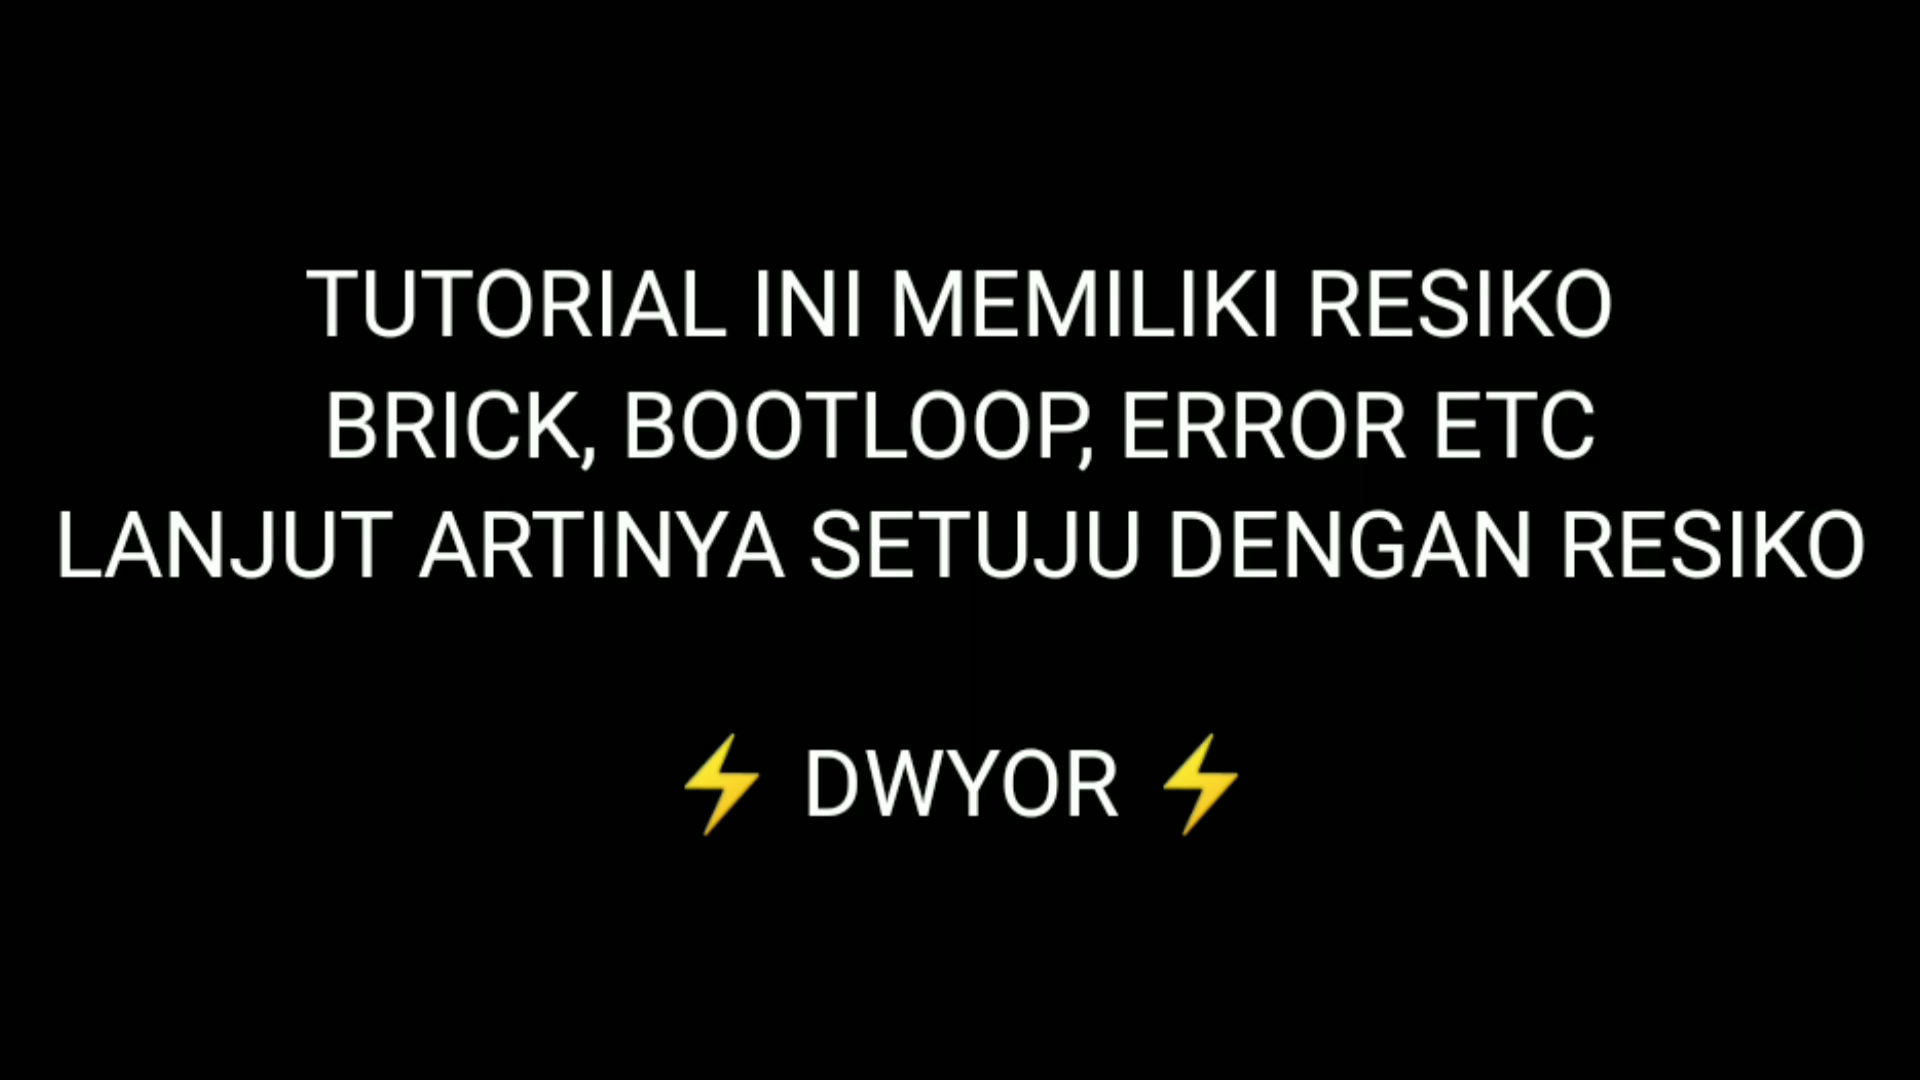 TUTORIAL INI MEMILIKI RESIKO
BRICK, BOOTLOOP, ERROR ETC
LANJUT ARTINYA SETUJU DENGAN RESIKO
⚡ DWYOR ⚡